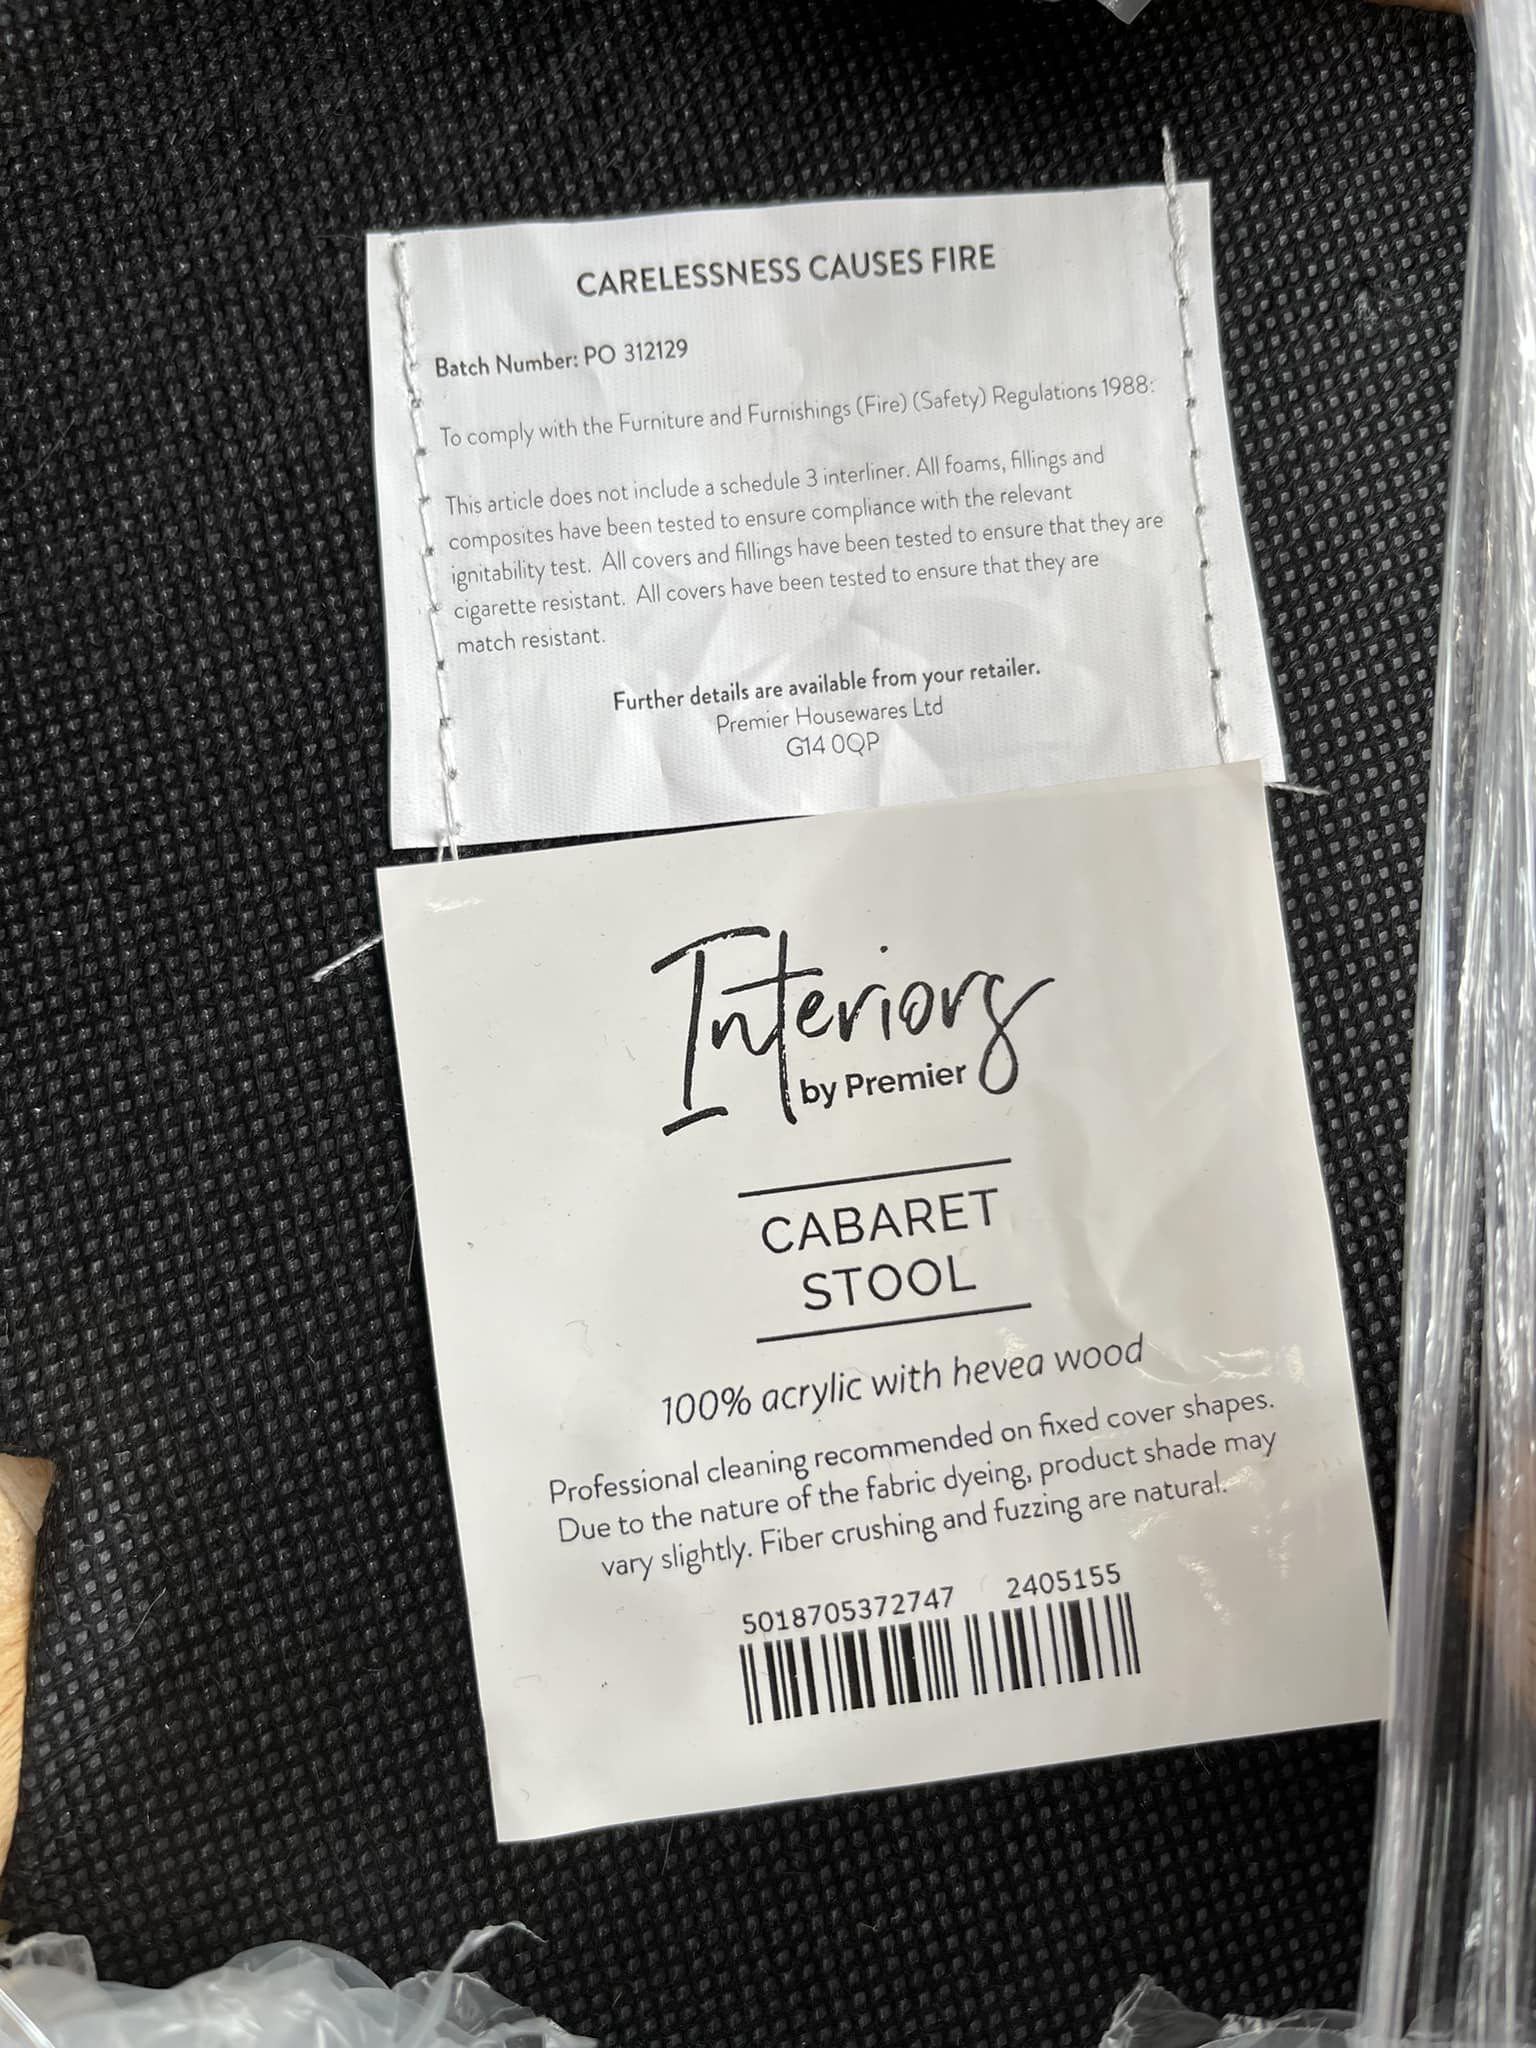 CARELESSNESS CAUSES FIRE
Batch Number: PO 312129
To comply with the Furniture and Furnishings (Fire) (Safety) Regulations 1988:
This article does not include a schedule 3 interliner. All foams, fillings and
composites have been tested to ensure compliance with the relevant
ignitability test. All covers and fillings have been tested to ensure that they are
cigarette resistant. All covers have been tested to ensure that they are
match resistant.
Further details are available from your retailer.
Premier Housewares Ltd
G14 0QP
Interiors
by Premier
CABARET
STOOL
100% acrylic with hevea wood
Professional cleaning recommended on fixed cover shapes.
Due to the nature of the fabric dyeing, product shade may
vary slightly. Fiber crushing and fuzzing are natural.
5018705372747 2405155